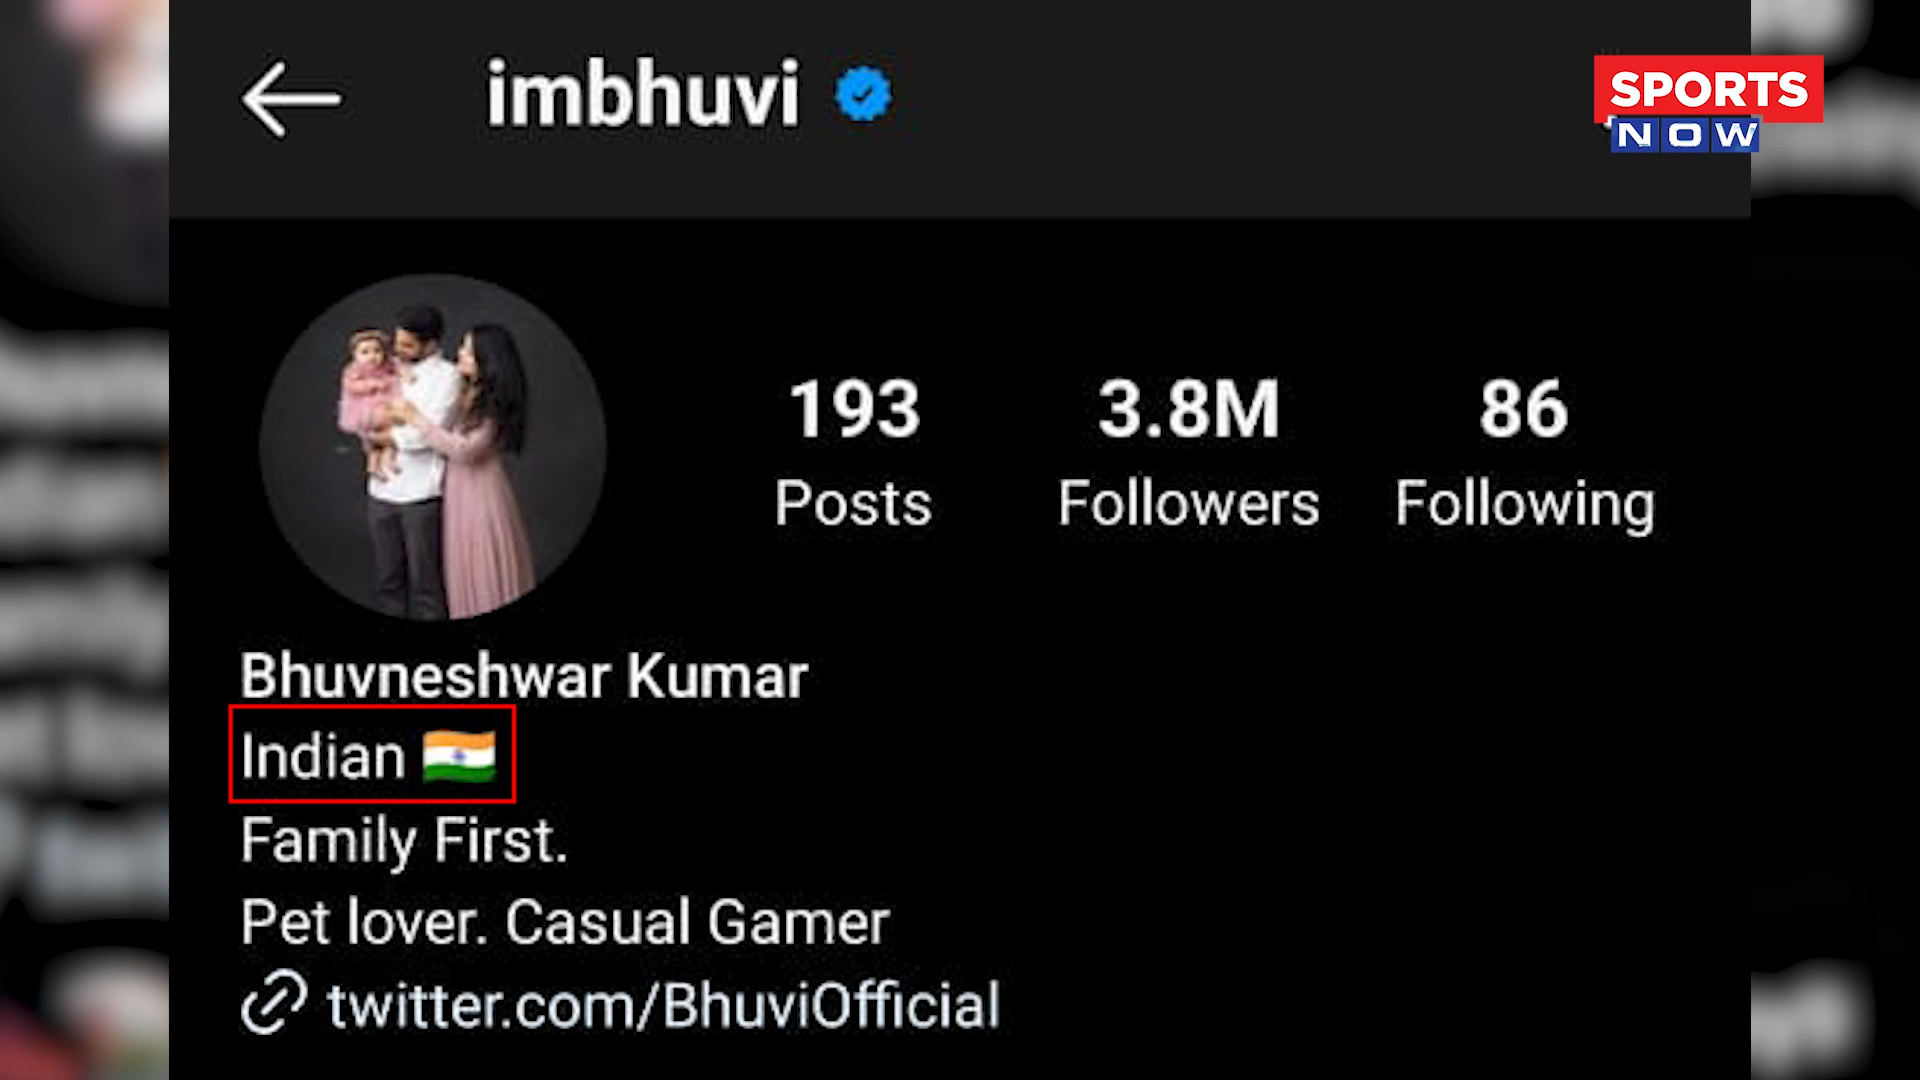 imbhuvi
SPORTS
NOW
193 3.8M 86
Posts Followers Following
Bhuvneshwar Kumar
Indian 🇮🇳
Family First.
Pet lover. Casual Gamer
twitter.com/BhuviOfficial